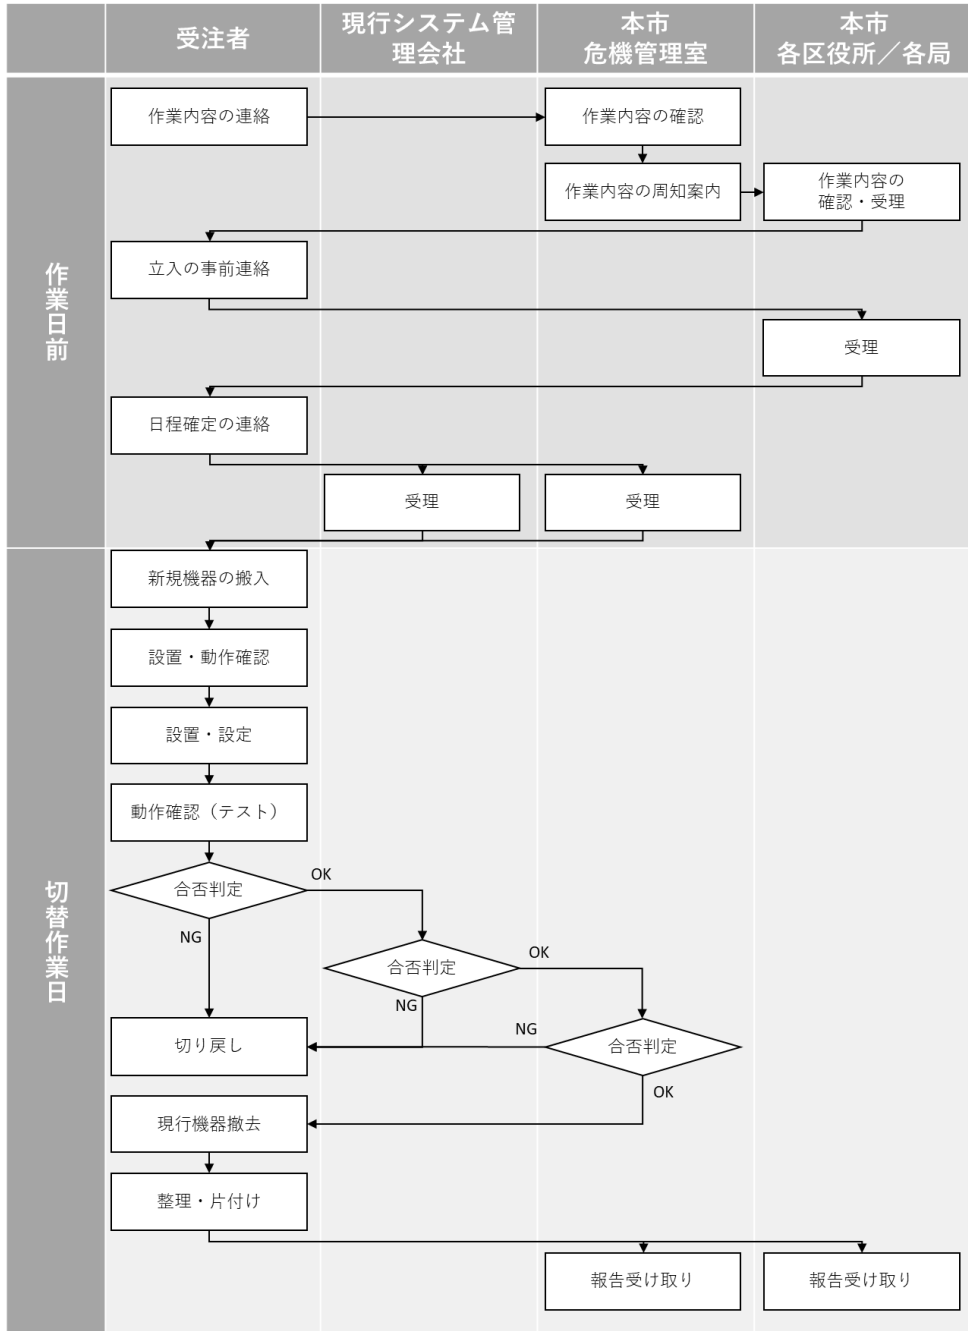 受注者
現行システム管
理会社
本市
危機管理室
本市
各区役所／各局
作業日前
作業内容の連絡
作業内容の確認
作業内容の周知案内
作業内容の
確認・受理
立入の事前連絡
受理
日程確定の連絡
受理
受理
切替作業日
新規機器の搬入
設置・動作確認
設置・設定
動作確認（テスト）
合否判定
OK
NG
合否判定
OK
NG
合否判定
NG
OK
切り戻し
現行機器撤去
整理・片付け
報告受け取り
報告受け取り